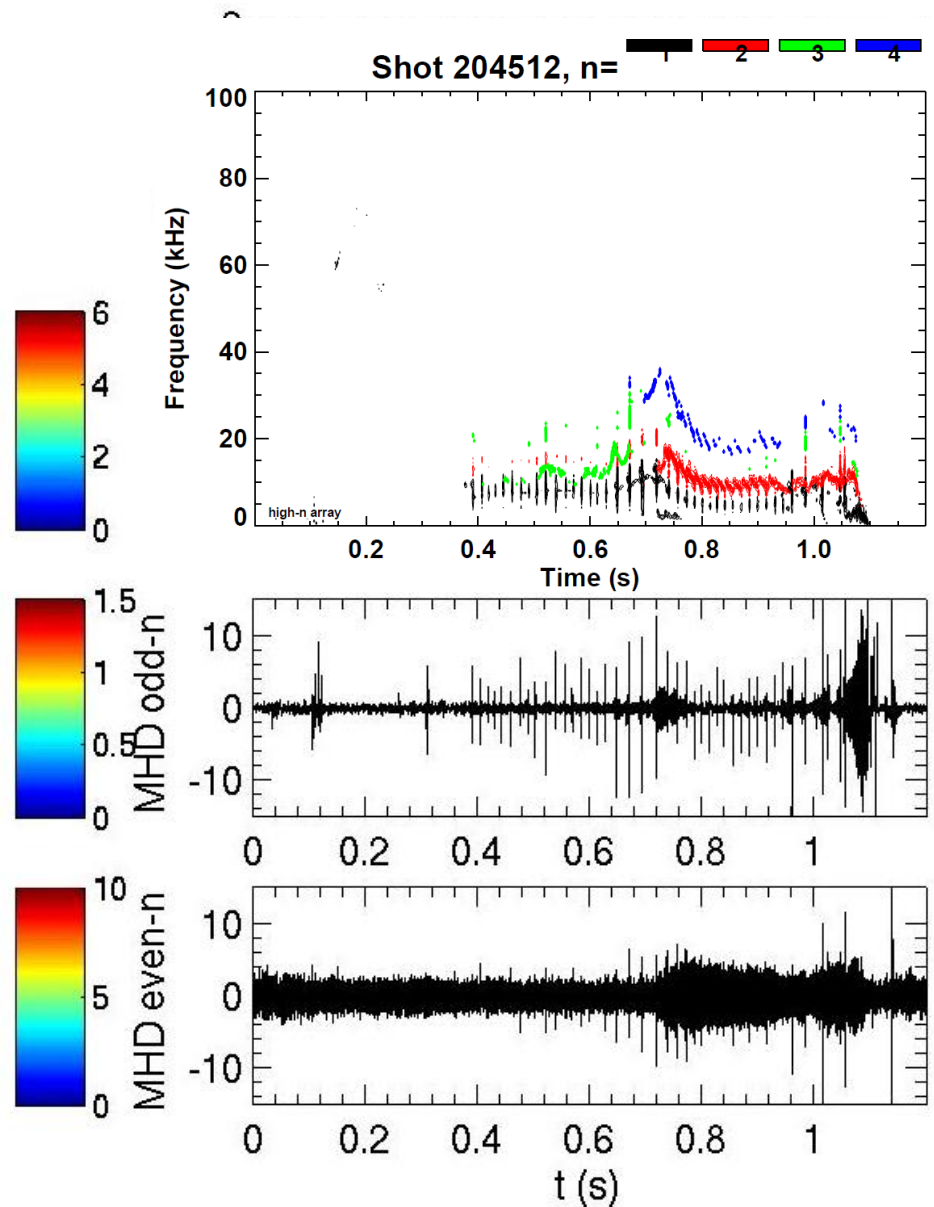 1 2 3 4
Shot 204512, n=
100
80
60
40
20
0
Frequency (kHz)
high-n array
0.2 0.4 0.6 0.8 1.0
Time (s)
6
4
2
0
1.5
1
0.5
0
MHD odd-n
10
0
-10
0 0.2 0.4 0.6 0.8 1
10
5
0
MHD even-n
10
0
-10
0 0.2 0.4 0.6 0.8 1
t (s)